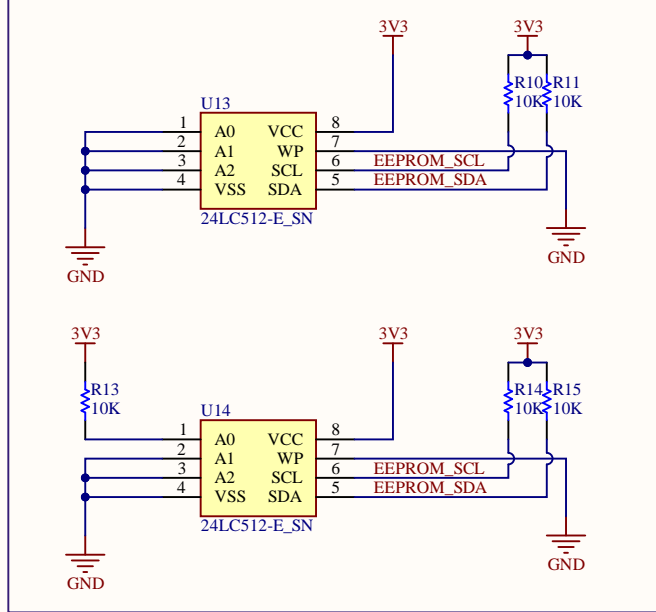 3V3 3V3
R10 R11
10K 10K
U13
1 A0 VCC 8
2 A1 WP 7
3 A2 SCL 6 EEPROM_SCL
4 VSS SDA 5 EEPROM_SDA
24LC512-E_SN
GND GND
3V3 3V3 3V3
R13 R14 R15
10K 10K 10K
U14
1 A0 VCC 8
2 A1 WP 7
3 A2 SCL 6 EEPROM_SCL
4 VSS SDA 5 EEPROM_SDA
24LC512-E_SN
GND GND